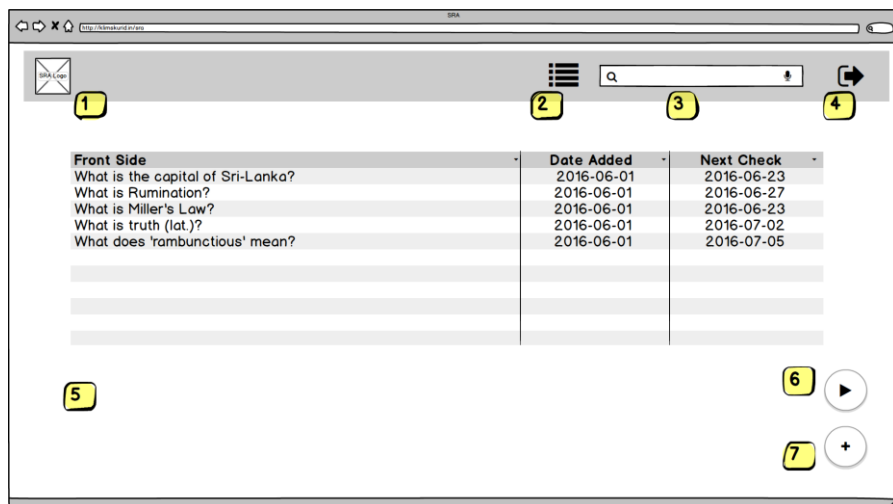 SRA
http://klimakund.in/sra
SRA Logo
1
2
3
4
Front Side Date Added Next Check
What is the capital of Sri-Lanka? 2016-06-01 2016-06-23
What is Rumination? 2016-06-01 2016-06-27
What is Miller's Law? 2016-06-01 2016-06-23
What is truth (lat.)? 2016-06-01 2016-07-02
What does 'rambunctious' mean? 2016-06-01 2016-07-05
5
6
7